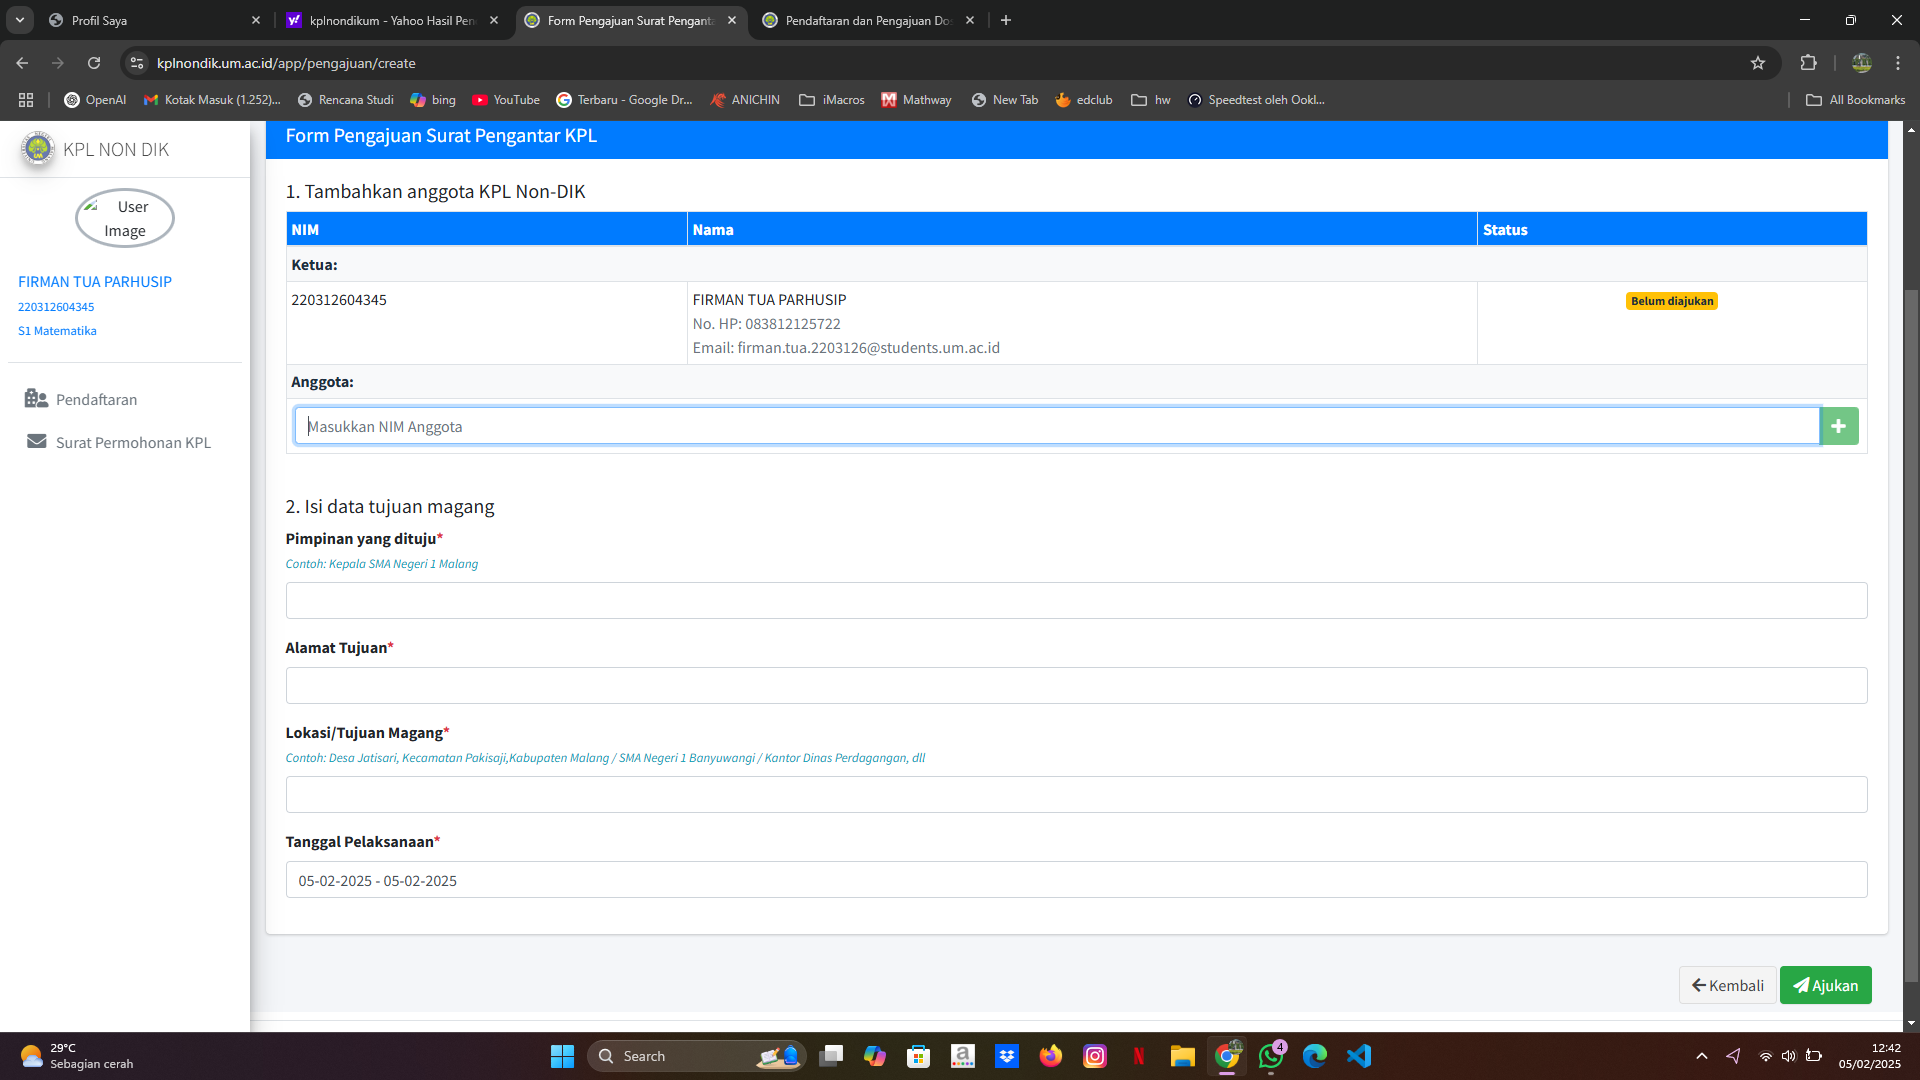 Profil Saya
kplnondikum - Yahoo Hasil Pen
Form Pengajuan Surat Penganta
Pendaftaran dan Pengajuan Do
kplnondik.um.ac.id/app/pengajuan/create
OpenAI
Kotak Masuk (1.252)...
Rencana Studi
bing
YouTube
Terbaru - Google Dr...
ANICHIN
iMacros
Mathway
New Tab
edclub
hw
Speedtest oleh Ookl...
All Bookmarks
KPL NON DIK
User
Image
FIRMAN TUA PARHUSIP
220312604345
S1 Matematika
Pendaftaran
Surat Permohonan KPL
Form Pengajuan Surat Pengantar KPL
1. Tambahkan anggota KPL Non-DIK
NIM Nama Status
Ketua:
220312604345 FIRMAN TUA PARHUSIP Belum diajukan
No. HP: 083812125722
Email: firman.tua.2203126@students.um.ac.id
Anggota:
Masukkan NIM Anggota
2. Isi data tujuan magang
Pimpinan yang dituju*
Contoh: Kepala SMA Negeri 1 Malang
Alamat Tujuan*
Lokasi/Tujuan Magang*
Contoh: Desa Jatisari, Kecamatan Pakisaji,Kabupaten Malang / SMA Negeri 1 Banyuwangi / Kantor Dinas Perdagangan, dll
Tanggal Pelaksanaan*
05-02-2025 - 05-02-2025
Kembali
Ajukan
29°C
Sebagian cerah
Search
4
12:42
05/02/2025